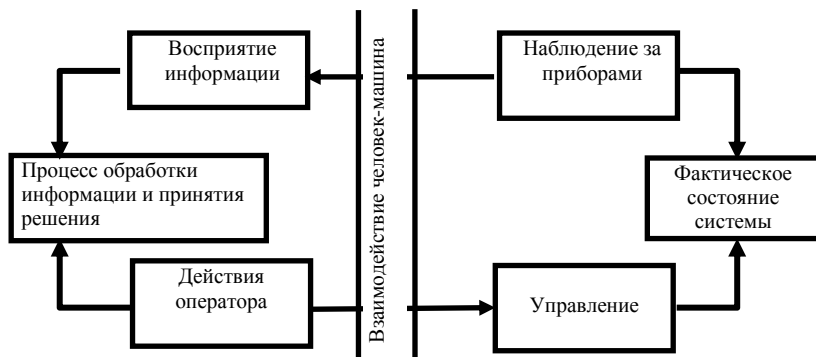 Восприятие
информации
Наблюдение за
приборами
Взаимодействие человек-машина
Процесс обработки
информации и принятия
решения
Фактическое
состояние
системы
Действия
оператора
Управление